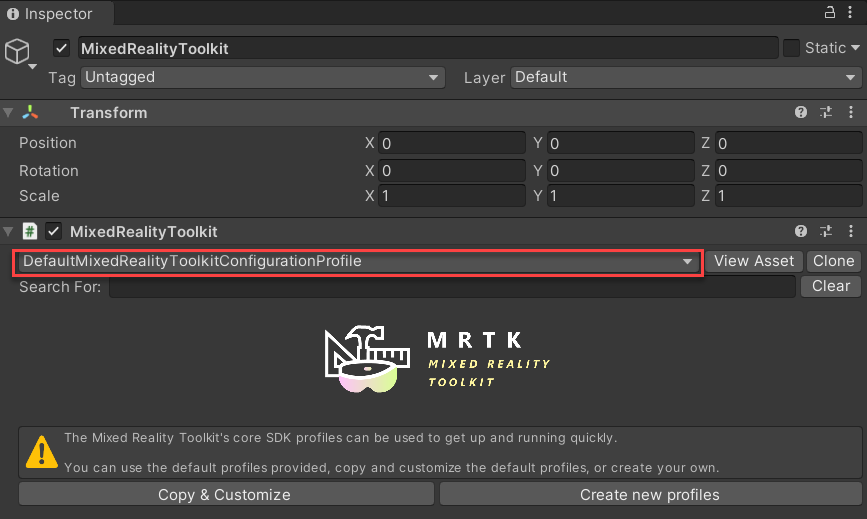 Inspector
MixedRealityToolkit
Static
Tag Untagged Layer Default
Transform
Position X 0 Y 0 Z 0
Rotation X 0 Y 0 Z 0
Scale X 1 Y 1 Z 1
# MixedRealityToolkit
DefaultMixedRealityToolkitConfigurationProfile View Asset Clone
Search For: Clear
MRTK
MIXED REALITY
TOOLKIT
The Mixed Reality Toolkit's core SDK profiles can be used to get up and running quickly.
You can use the default profiles provided, copy and customize the default profiles, or create your own.
Copy & Customize Create new profiles